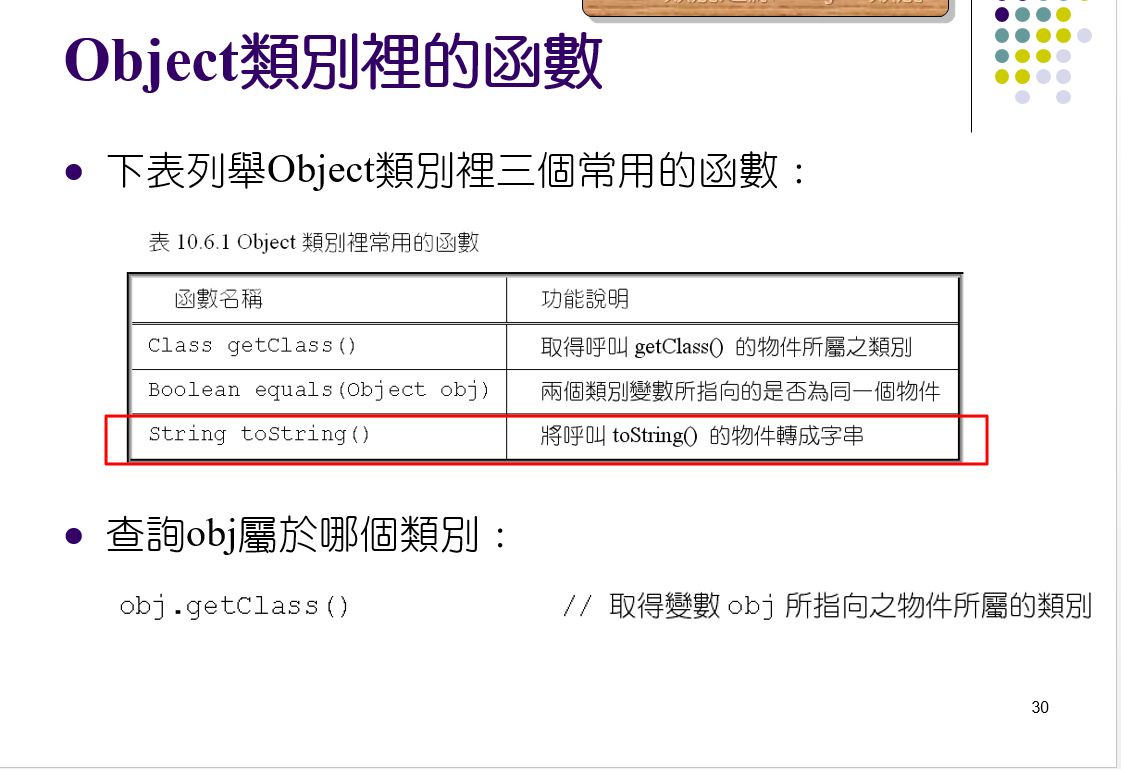 Object類別裡的函數
下表列舉Object類別裡三個常用的函數：
表 10.6.1 Object 類別裡常用的函數
函數名稱 功能說明
Class getClass() 取得呼叫 getClass() 的物件所屬之類別
Boolean equals(Object obj) 兩個類別變數所指向的是否為同一個物件
String toString() 將呼叫 toString() 的物件轉成字串
查詢obj屬於哪個類別：
obj.getClass() // 取得變數 obj 所指向之物件所屬的類別
30